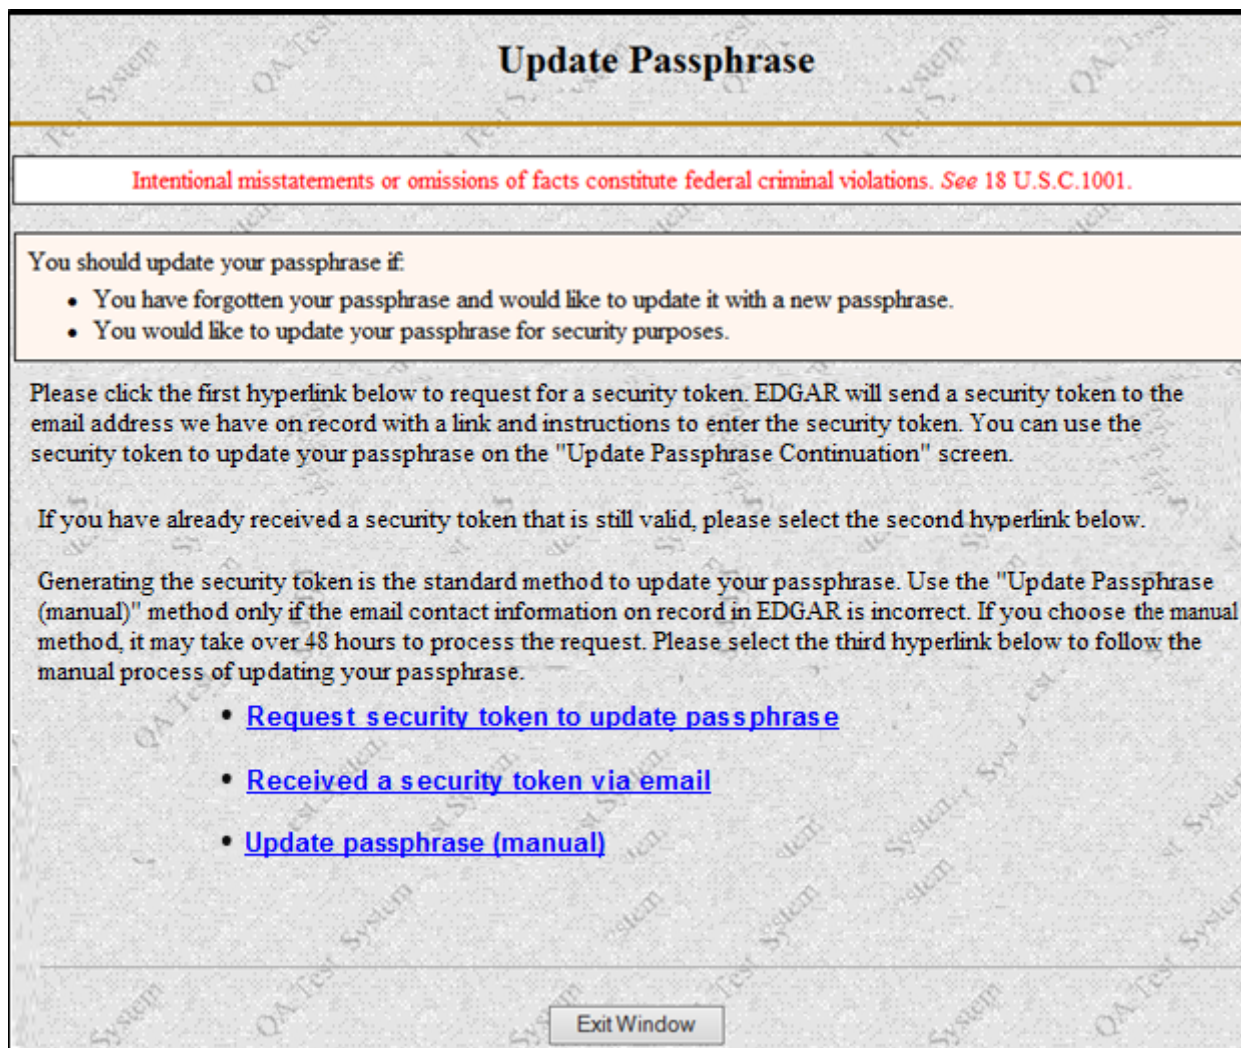 Update Passphrase
Intentional misstatements or omissions of facts constitute federal criminal violations. See 18 U.S.C.1001.
You should update your passphrase if:
• You have forgotten your passphrase and would like to update it with a new passphrase.
• You would like to update your passphrase for security purposes.
Please click the first hyperlink below to request for a security token. EDGAR will send a security token to the
email address we have on record with a link and instructions to enter the security token. You can use the
security token to update your passphrase on the "Update Passphrase Continuation" screen.
If you have already received a security token that is still valid, please select the second hyperlink below.
Generating the security token is the standard method to update your passphrase. Use the "Update Passphrase
(manual)" method only if the email contact information on record in EDGAR is incorrect. If you choose the manual
method, it may take over 48 hours to process the request. Please select the third hyperlink below to follow the
manual process of updating your passphrase.
• Request security token to update passphrase
• Received a security token via email
• Update passphrase (manual)
Exit Window
QA Test System